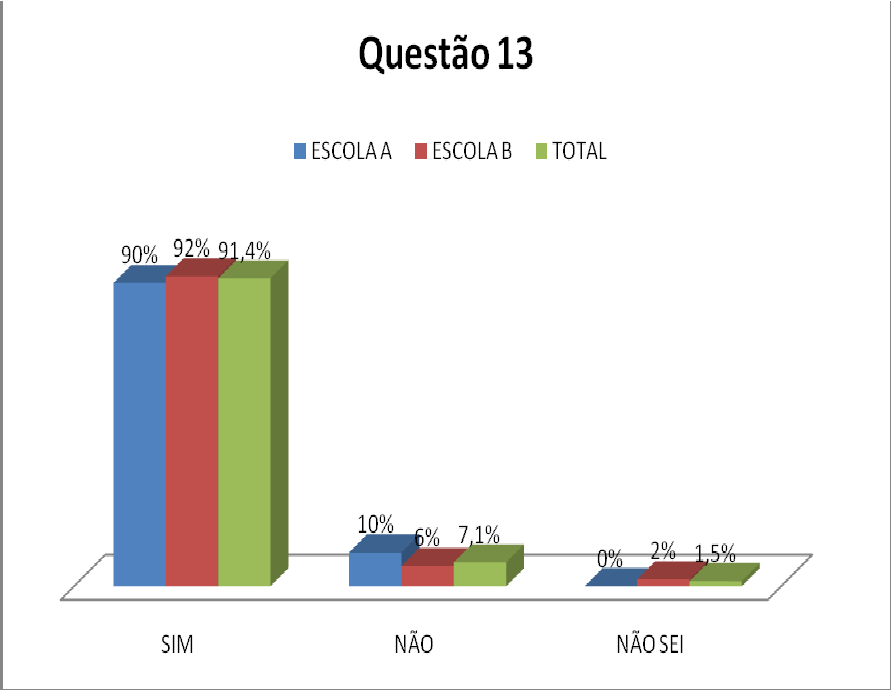 Questão 13
ESCOLA A ESCOLA B TOTAL
90% 92% 91,4%
10% 6% 7,1%
0% 2% 1,5%
SIM NÃO NÃO SEI